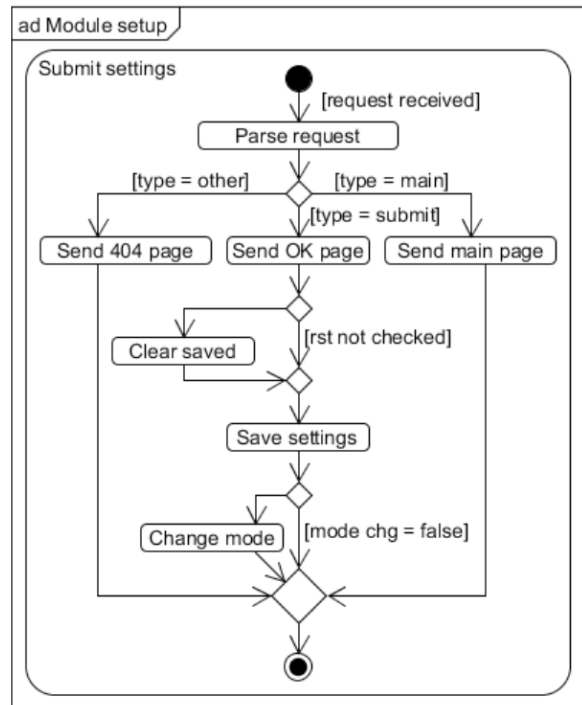 ad Module setup
Submit settings
[request received]
Parse request
[type = other]
[type = main]
[type = submit]
Send 404 page
Send OK page
Send main page
[rst not checked]
Clear saved
Save settings
[mode chg = false]
Change mode